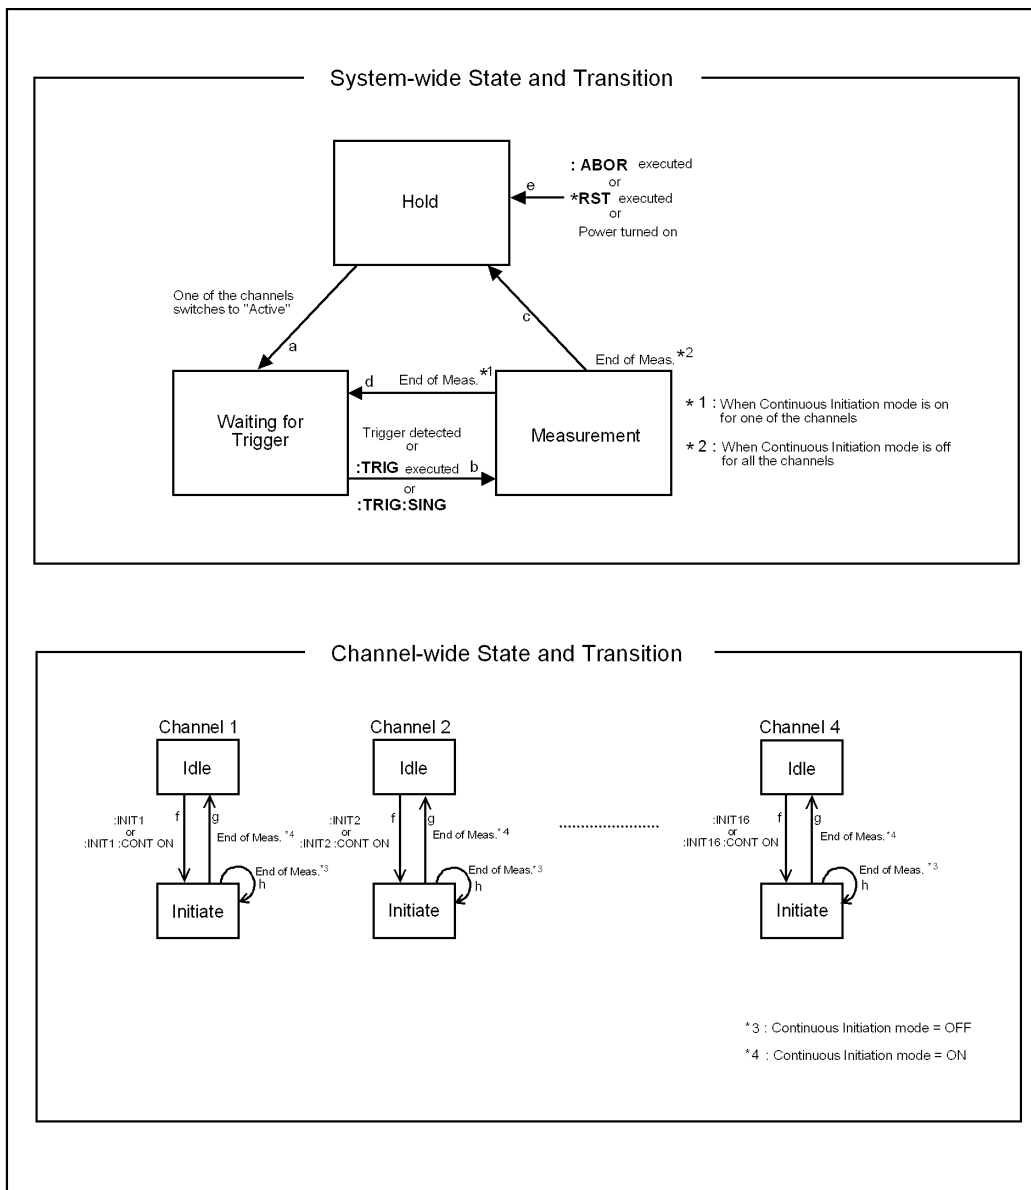 System-wide State and Transition
: ABOR executed
or
*RST executed
or
Power turned on
e
Hold
One of the channels
switches to "Active"
a
c
End of Meas.*2
d
End of Meas.*1
Waiting for
Trigger
Trigger detected
or
:TRIG executed
b
or
:TRIG:SING
Measurement
*1 : When Continuous Initiation mode is on
for one of the channels
*2 : When Continuous Initiation mode is off
for all the channels
Channel-wide State and Transition
Channel 1
Idle
:INIT1
or
:INIT1 :CONT ON
f
g
End of Meas.*4
End of Meas.*3
h
Initiate
Channel 2
Idle
:INIT2
or
:INIT2 :CONT ON
f
g
End of Meas.*4
End of Meas.*3
h
Initiate
Channel 4
Idle
:INIT16
or
:INIT16 :CONT ON
f
g
End of Meas.*4
End of Meas.*3
h
Initiate
*3 : Continuous Initiation mode = OFF
*4 : Continuous Initiation mode = ON